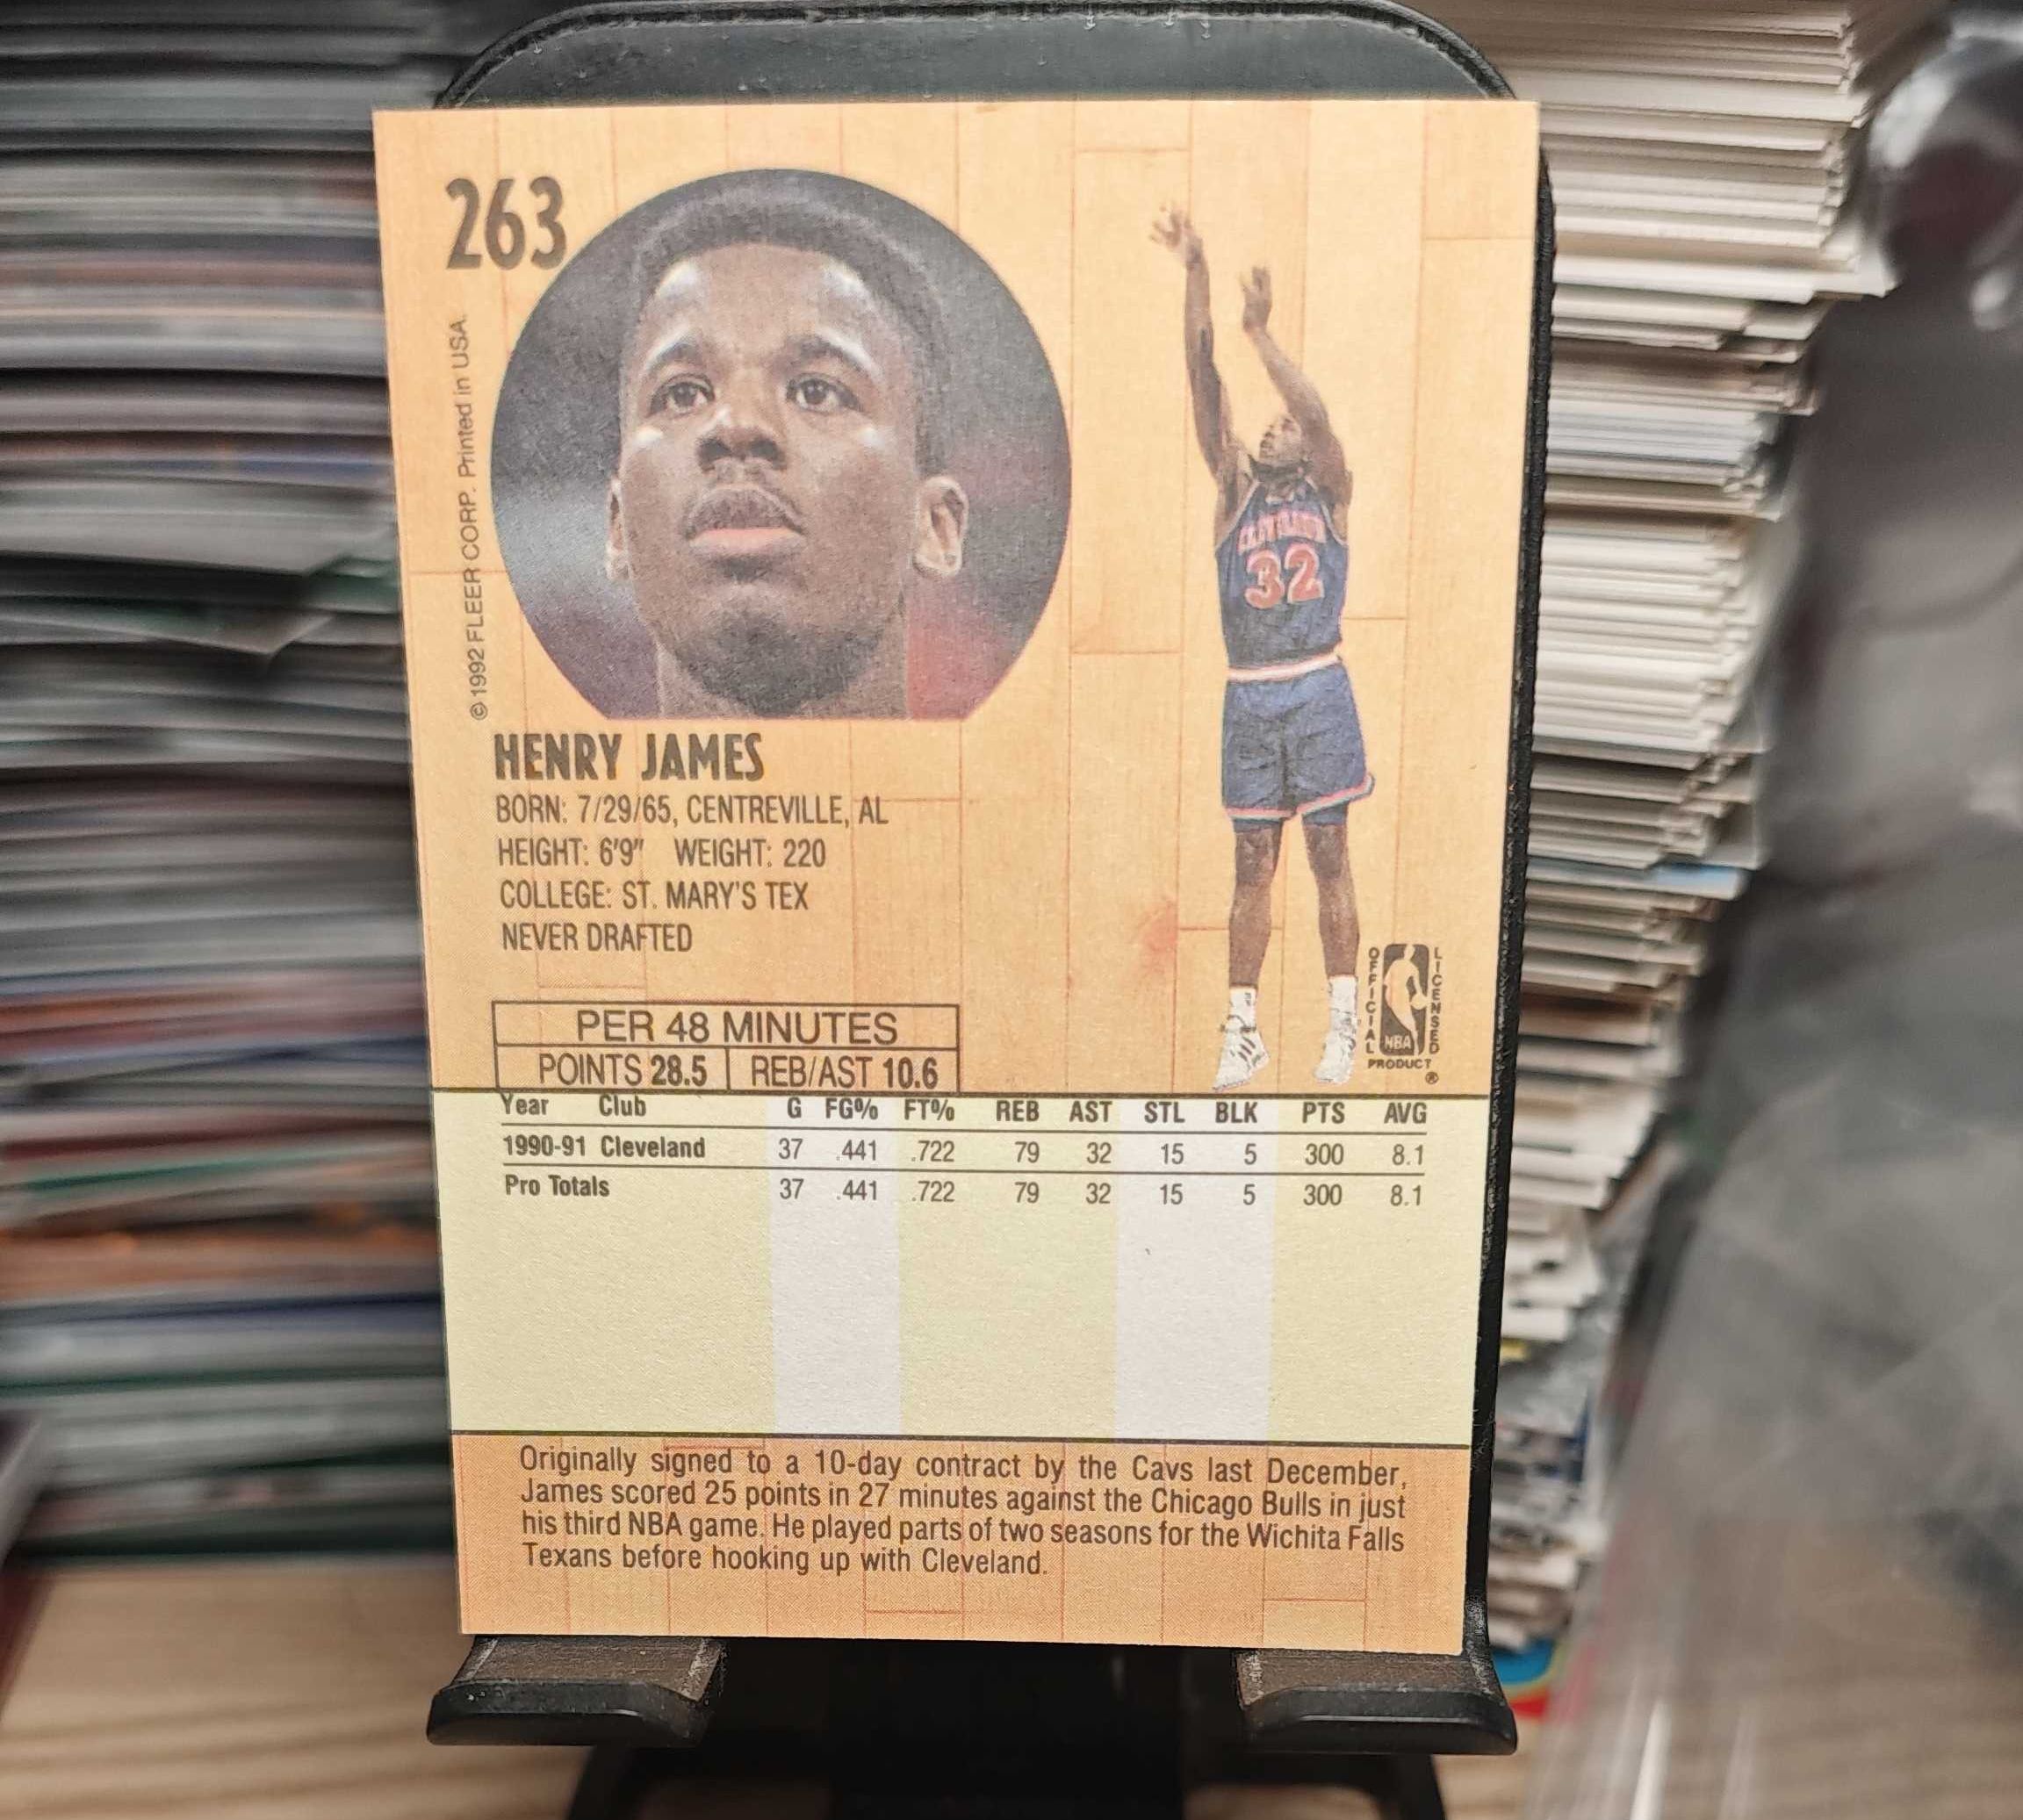 263
© 1992 FLEER CORP. Printed in USA.
CLEVELAND
32
HENRY JAMES
BORN: 7/29/65, CENTREVILLE, AL
HEIGHT: 6'9" WEIGHT: 220
COLLEGE: ST. MARY'S TEX
NEVER DRAFTED
OFFICIAL LICENSED
NBA
PRODUCT
®
PER 48 MINUTES
POINTS 28.5 REB/AST 10.6
Year Club G FG% FT% REB AST STL BLK PTS AVG
1990-91 Cleveland 37 .441 .722 79 32 15 5 300 8.1
Pro Totals 37 .441 .722 79 32 15 5 300 8.1
Originally signed to a 10-day contract by the Cavs last December,
James scored 25 points in 27 minutes against the Chicago Bulls in just
his third NBA game. He played parts of two seasons for the Wichita Falls
Texans before hooking up with Cleveland.